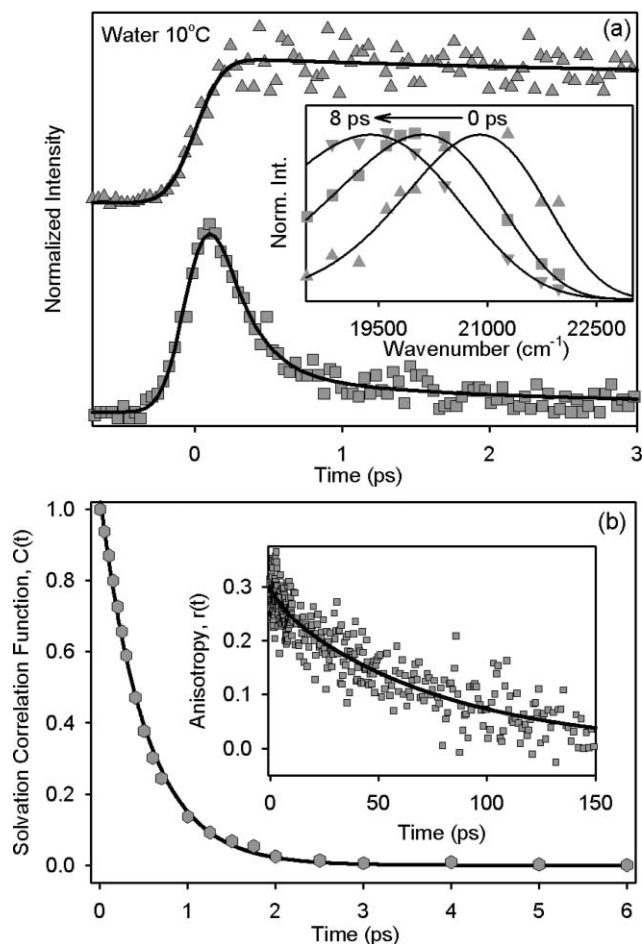 Water 10°C
(a)
Normalized Intensity
8 ps
0 ps
Norm. Int.
19500 21000 22500
Wavenumber (cm⁻¹)
0 1 2 3
Time (ps)
(b)
Solvation Correlation Function, C(t)
1.0
0.8
0.6
0.4
0.2
0.0
Anisotropy, r(t)
0.3
0.2
0.1
0.0
0 50 100 150
Time (ps)
0 1 2 3 4 5 6
Time (ps)